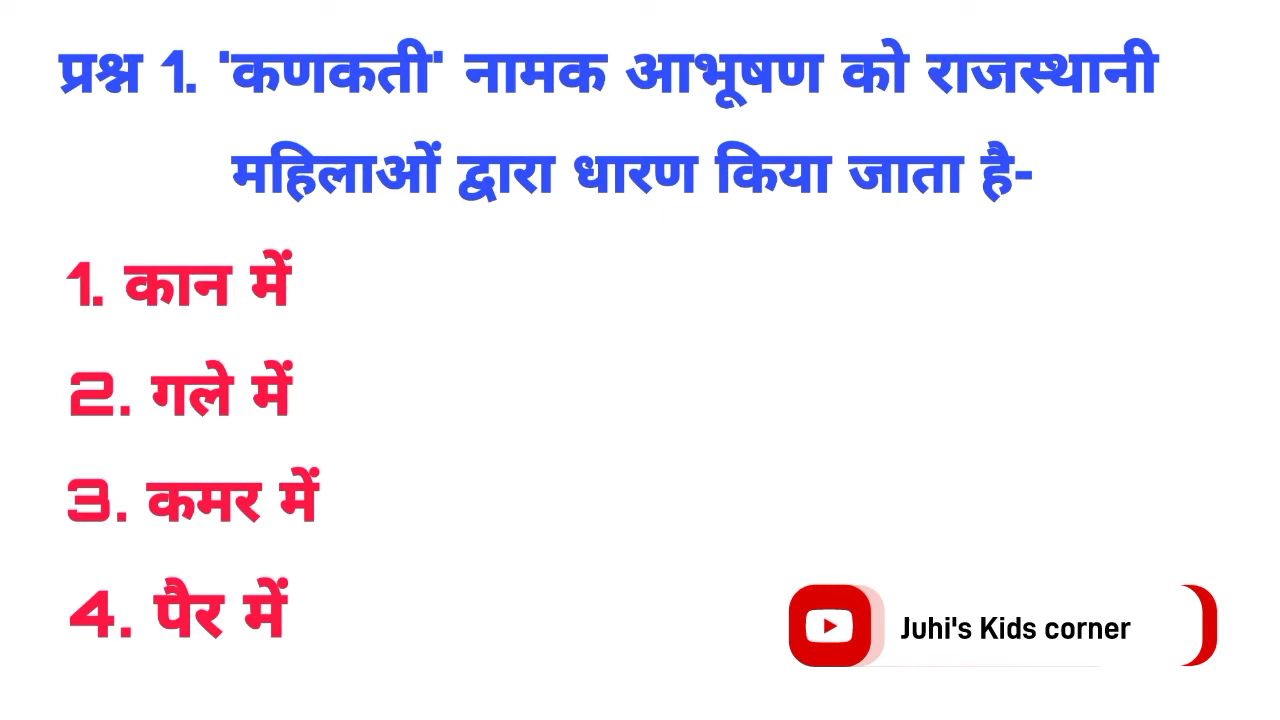 प्रश्न 1. 'कणकती' नामक आभूषण को राजस्थानी
महिलाओं द्वारा धारण किया जाता है-
1. कान में
2. गले में
3. कमर में
4. पैर में
Juhi's Kids corner